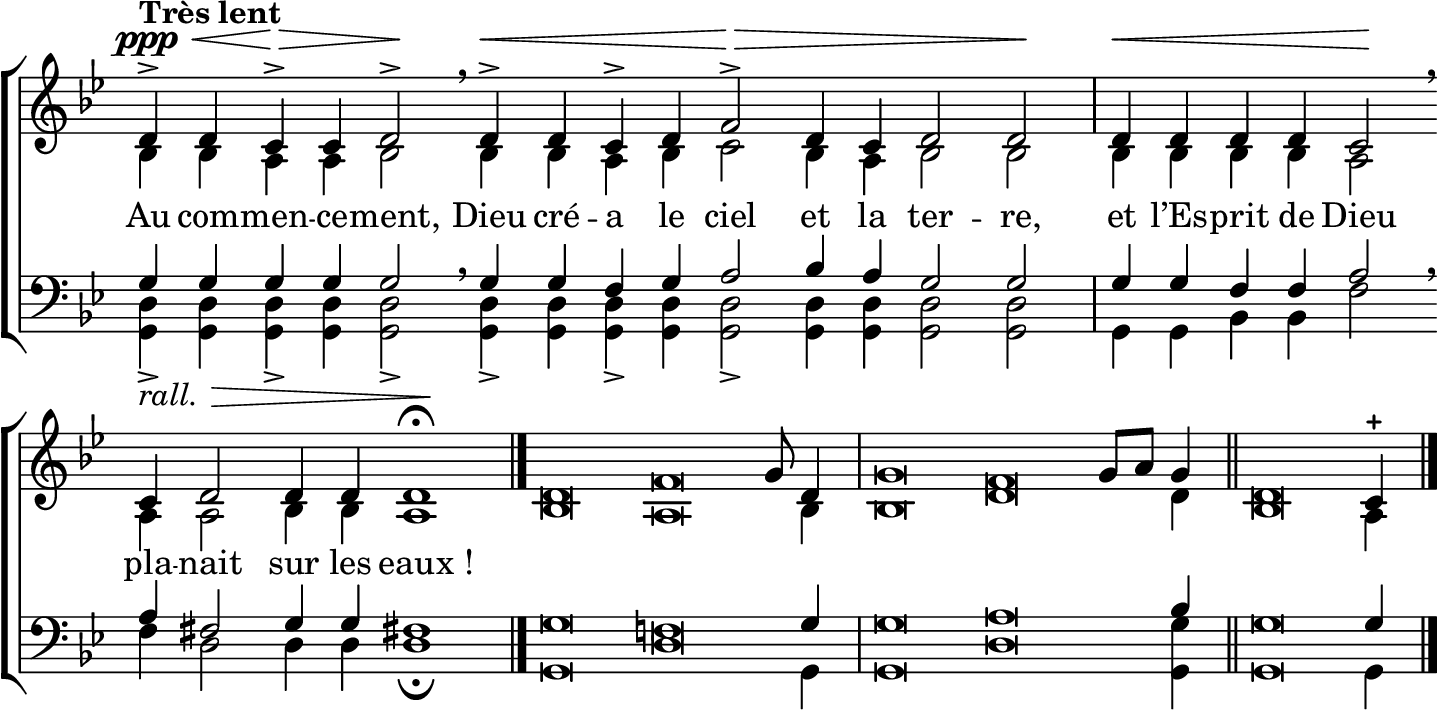 Très lent
ppp
Au commen - cement, Dieu cré - a le ciel et la ter - re, et l’Esprit de Dieu
rall.
pla - nait sur les eaux !